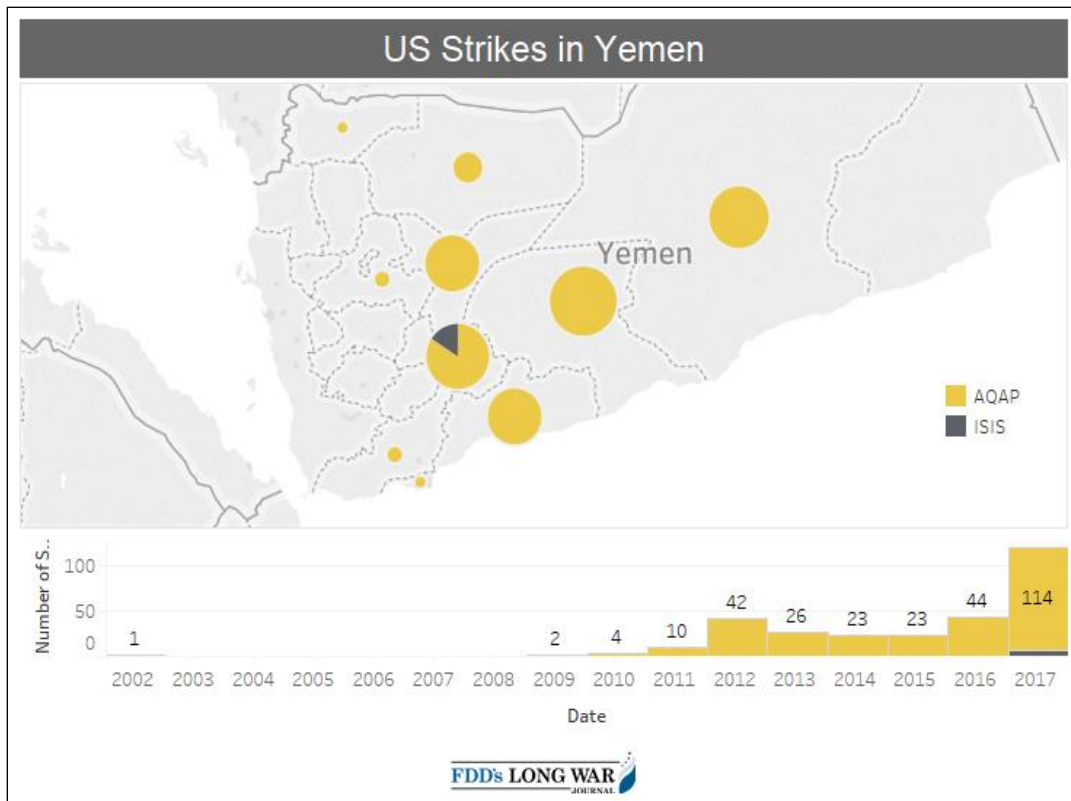 US Strikes in Yemen
Yemen
AQAP
ISIS
Number of S..
100
50
0
1
2
4
10
42
26
23
23
44
114
2002 2003 2004 2005 2006 2007 2008 2009 2010 2011 2012 2013 2014 2015 2016 2017
Date
FDD's LONG WAR
JOURNAL